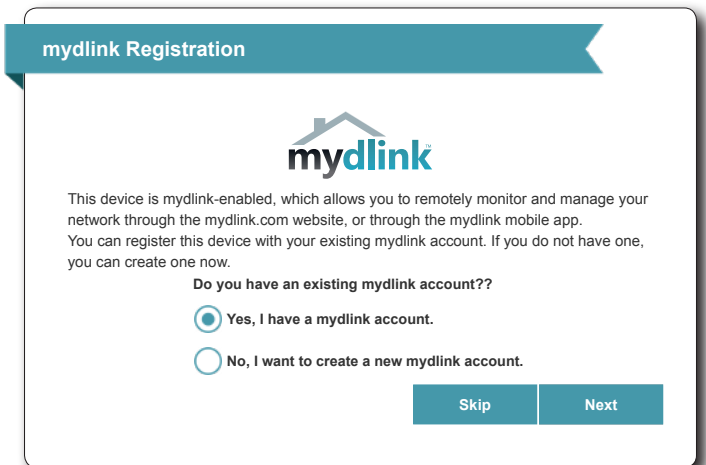 mydlink Registration
mydlink™
This device is mydlink-enabled, which allows you to remotely monitor and manage your
network through the mydlink.com website, or through the mydlink mobile app.
You can register this device with your existing mydlink account. If you do not have one,
you can create one now.
Do you have an existing mydlink account??
Yes, I have a mydlink account.
No, I want to create a new mydlink account.
Skip Next